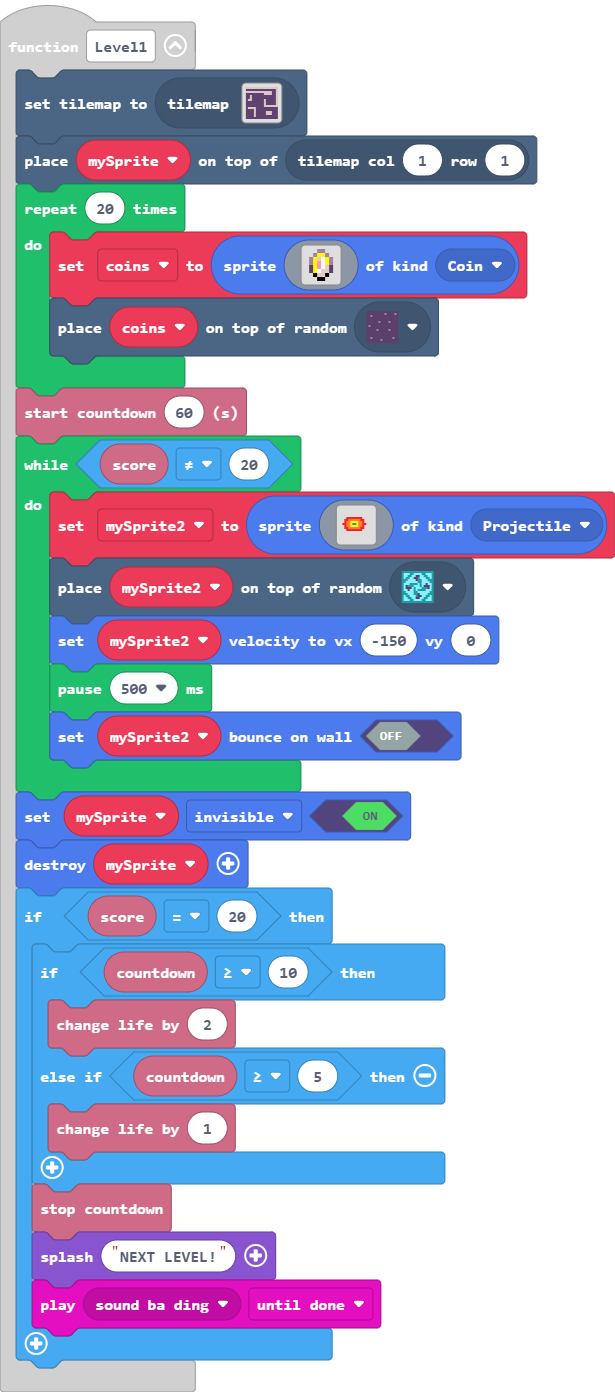 function Level1
set tilemap to tilemap
place mySprite on top of tilemap col 1 row 1
repeat 20 times
do
set coins to sprite of kind Coin
place coins on top of random
start countdown 60 (s)
while score ≠ 20
do
set mySprite2 to sprite of kind Projectile
place mySprite2 on top of random
set mySprite2 velocity to vx -150 vy 0
pause 500 ms
set mySprite2 bounce on wall OFF
set mySprite invisible ON
destroy mySprite
if score = 20 then
if countdown ≥ 10 then
change life by 2
else if countdown ≥ 5 then
change life by 1
stop countdown
splash "NEXT LEVEL!"
play sound ba ding until done